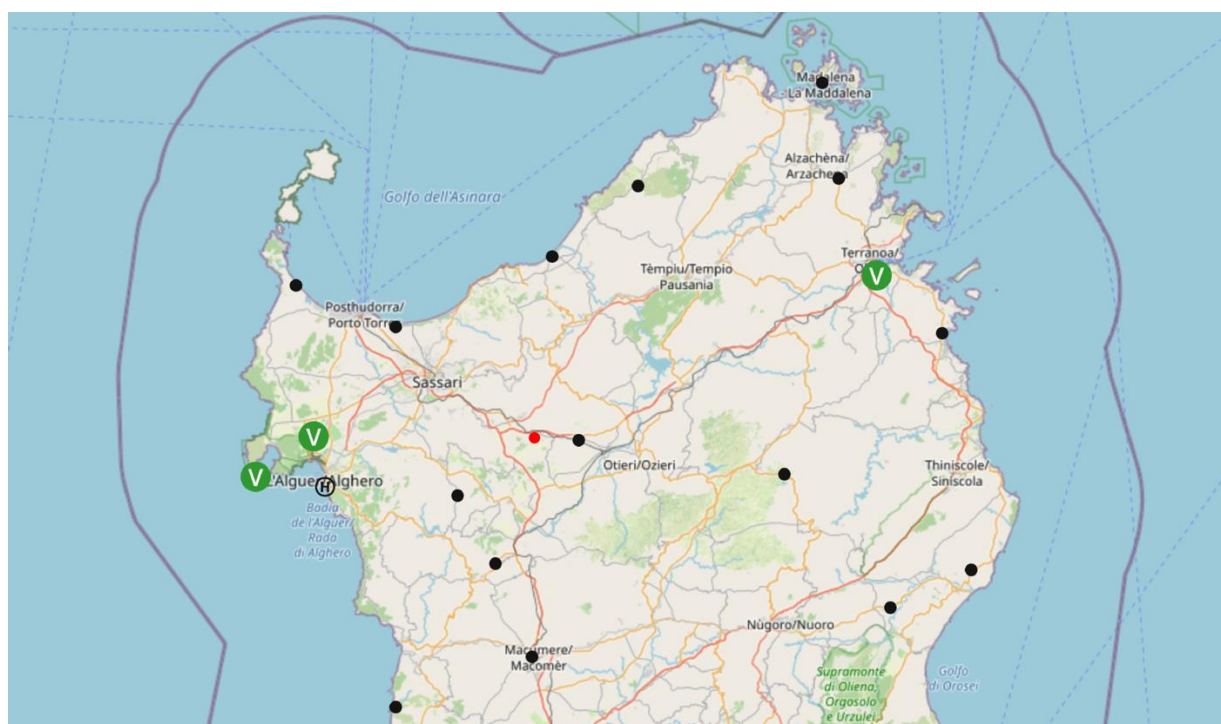 Madalena
La Maddalena
Alzachèna/
Arzachena
Golfo dell'Asinara
Terranoa/
V
Tèmpiu/Tempio
Pausania
Posthudorra/
Porto Torres
Sassari
V
V
L'Alguer/Alghero
H
Badia
de l'Alguer/
Rada
di Alghero
Otieri/Ozieri
Thiniscole/
Siniscola
Nùgoro/Nuoro
Macumere/
Macomèr
Supramonte
di Oliena,
Orgosolo
e Urzulei
Golfo
di Orosei